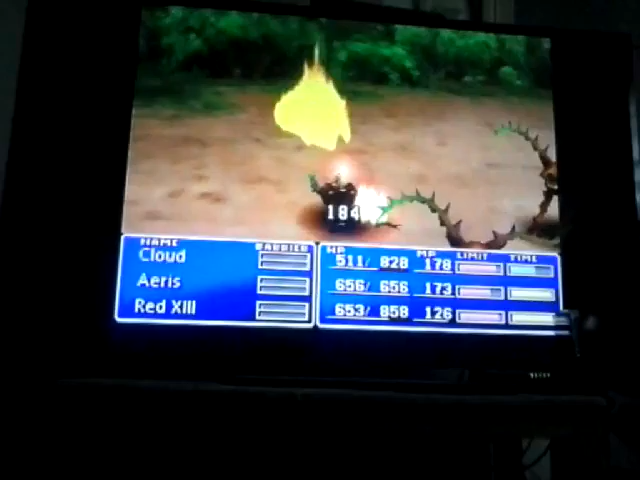 184
NAME BARRIER HP MP LIMIT TIME
Cloud 511/ 828 178
Aeris 656/ 656 173
Red XIII 653/ 858 126